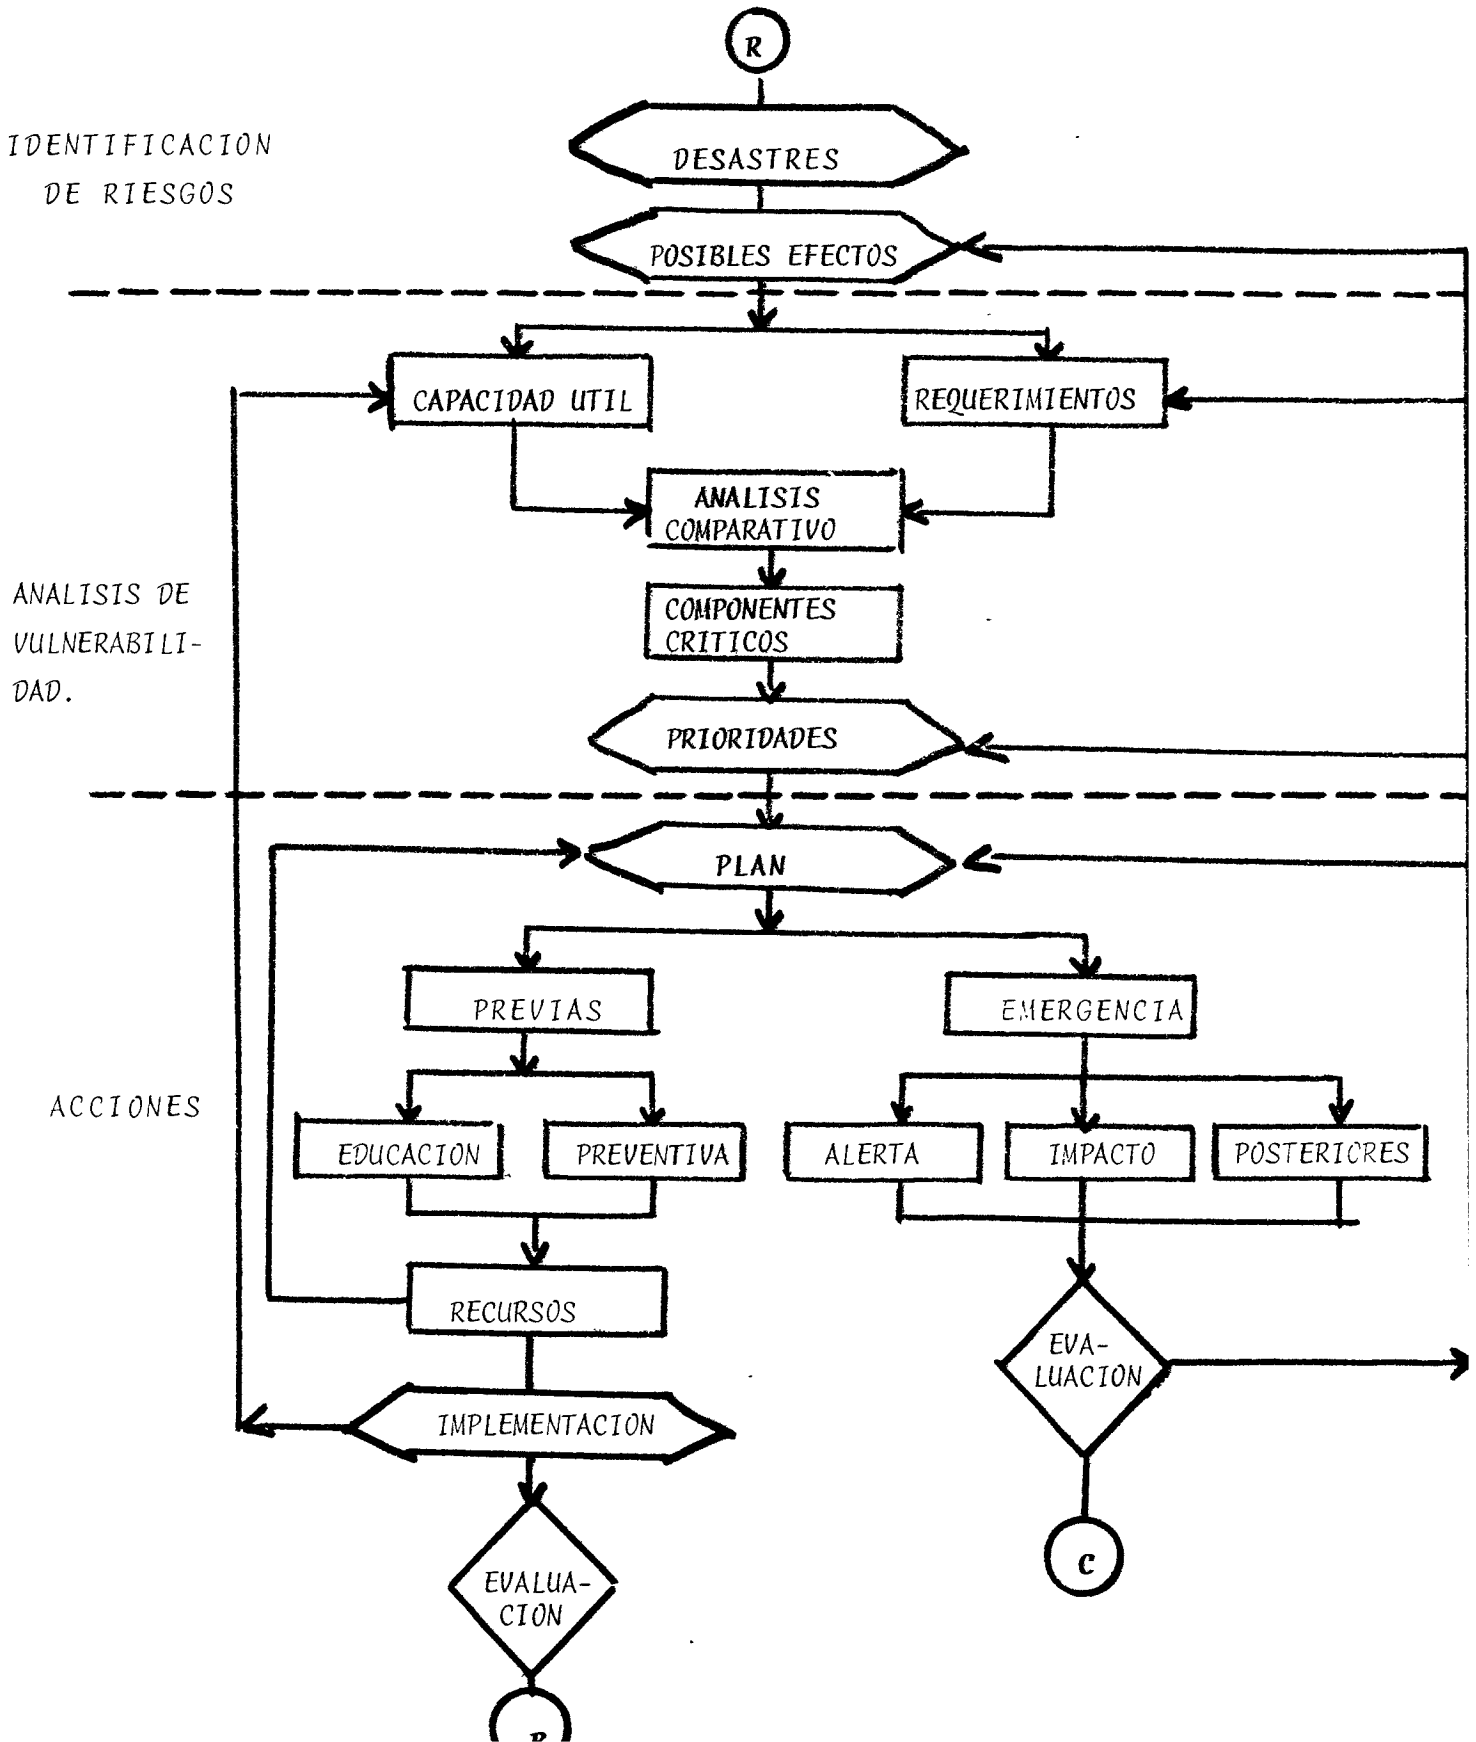 R
IDENTIFICACION
DE RIESGOS
DESASTRES
POSIBLES EFECTOS
CAPACIDAD UTIL
REQUERIMIENTOS
ANALISIS
COMPARATIVO
COMPONENTES
CRITICOS
ANALISIS DE
VULNERABILI-
DAD.
PRIORIDADES
PLAN
PREVIAS
EMERGENCIA
ACCIONES
EDUCACION
PREVENTIVA
ALERTA
IMPACTO
POSTERIORES
RECURSOS
EVA-
LUACION
IMPLEMENTACION
C
EVALUA-
CION